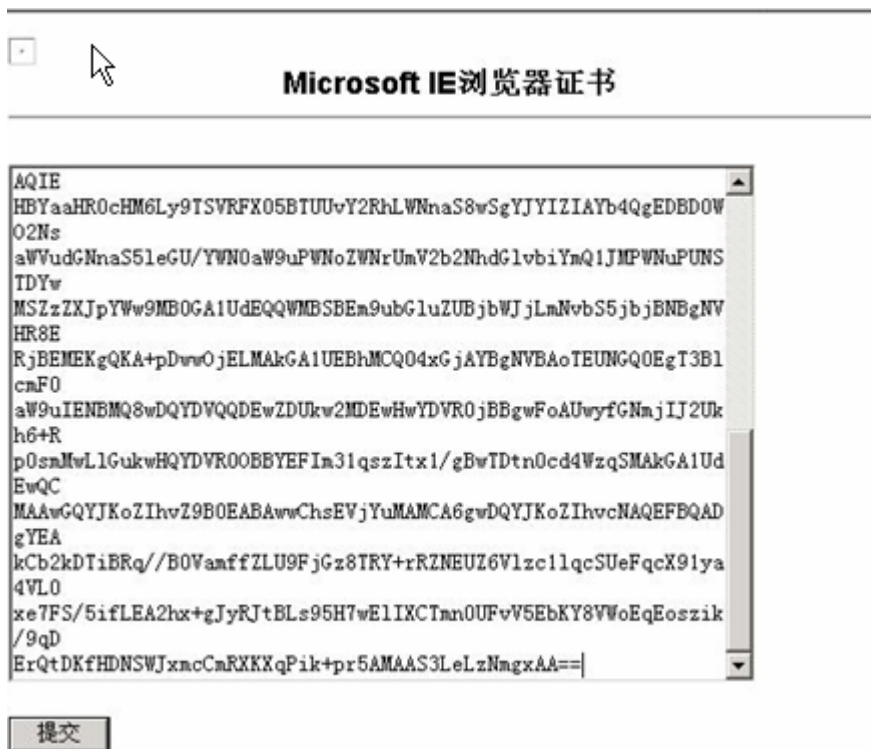 Microsoft IE浏览器证书
AQIE
HBYaaHR0cHM6Ly9TSVRFX05BTUUvY2RhLWNnaS8wSgYJYIZIAYb4QgEDBD0W
O2Ns
aWVudGNnaS5leGU/YWN0aW9uPWNoZWNrUmV2b2NhdGlvbiYmQ1JMPWNuPUNS
TDYw
MSZzZXJpYWw9MB0GA1UdEQQWMBSBEm9ubGluZUBjbWJjLmNvbS5jbjBNBgNV
HR8E
RjBEMEKgQKA+pDwwOjELMAkGA1UEBhMCQ04xGjAYBgNVBAoTEUNGQ0EgT3Bl
cmF0
aW9uIENBMQ8wDQYDVQQDEwZDUkw2MDEwHwYDVR0jBBgwFoAUwyfGNmjIJ2Uk
h6+R
p0smMwLlGukwHQYDVR0OBBYEFIm31qszItx1/gBwTDtn0cd4WzqSMAkGA1Ud
EwQC
MAAwGQYJKoZIhvZ9B0EABAwwChsEVjYuMAMCA6gwDQYJKoZIhvcNAQEFBQAD
gYEA
kCb2kDTiBRq//B0VamffZLU9FjGz8TRY+rRZNEUZ6Vlzc1lqcSUeFqcX91ya
4VL0
xe7FS/5ifLEA2hx+gJyRJtBLs95H7wElIXCTmn0UFvV5EbKY8VWoEqEoszik
/9qD
ErQtDKfHDNSWJxmcCmRXKXqPik+pr5AMAAS3LeLzNmgxAA==
提交